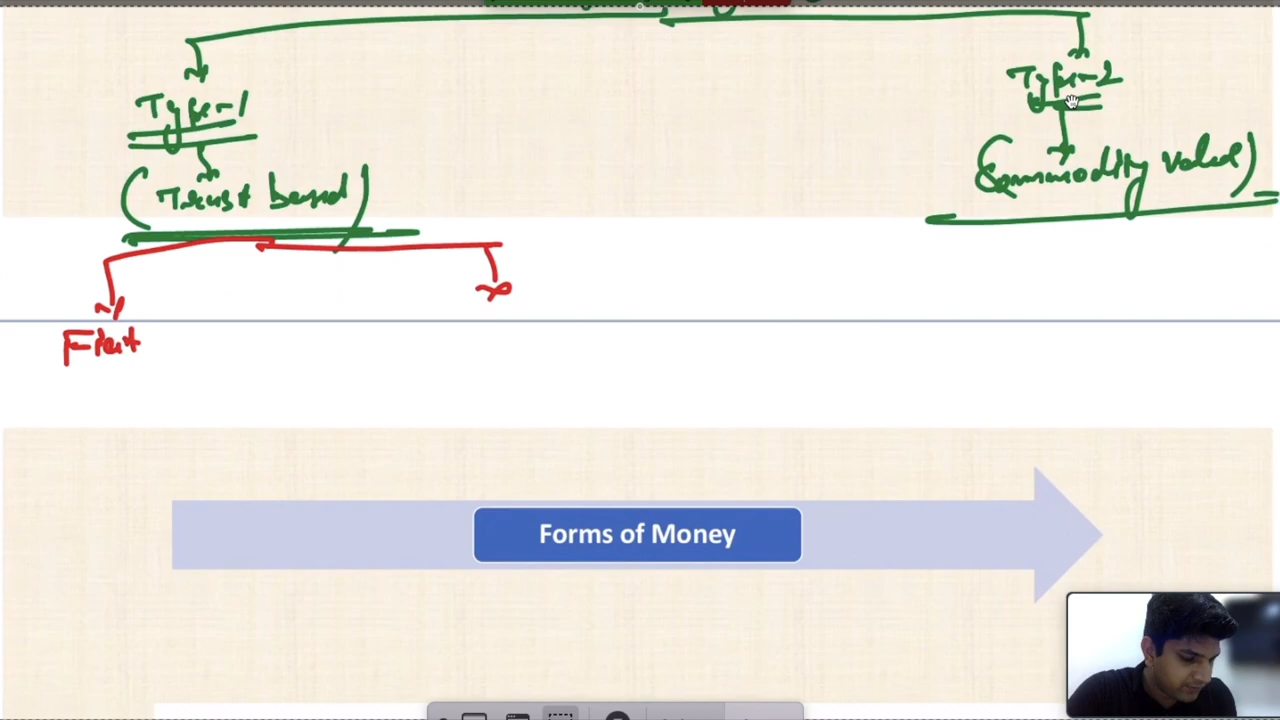 Type-1
Type-2
(Trust based)
(Commodity value)
Fiat
Forms of Money